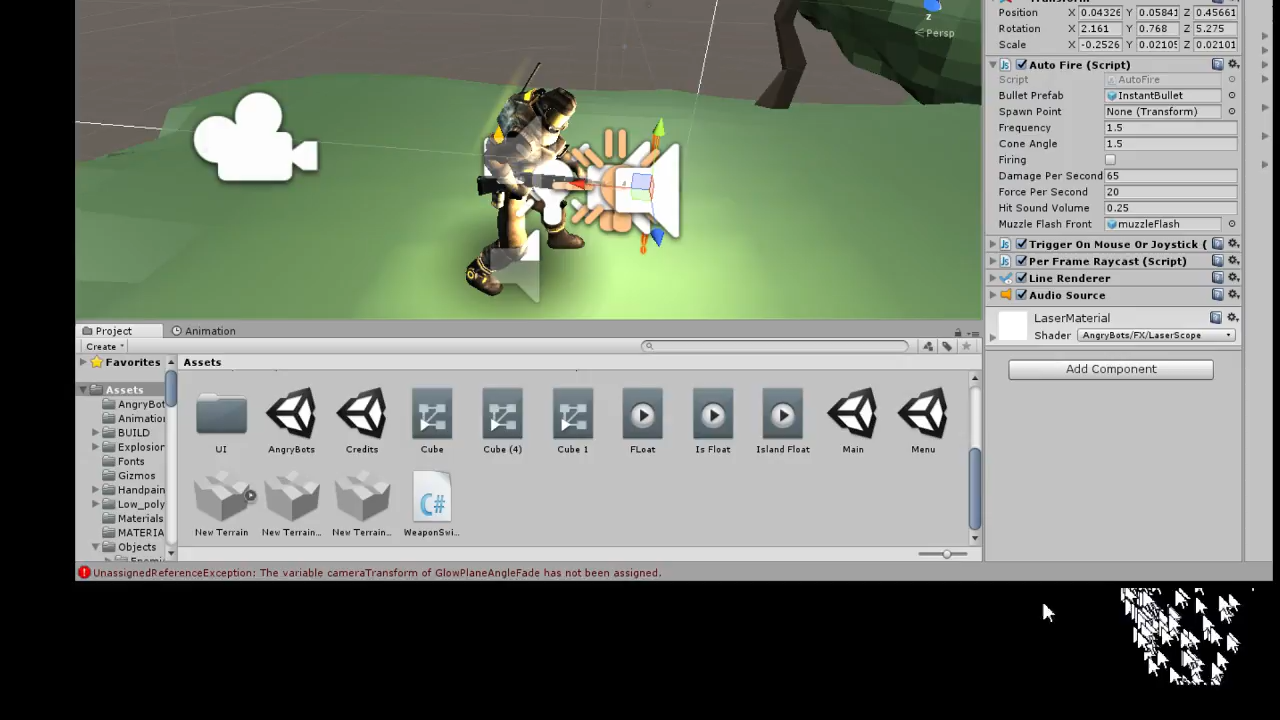 Transform
Position X 0.04326 Y 0.05841 Z 0.45661
Rotation X 2.161 Y 0.768 Z 5.275
Scale X -0.2526 Y 0.02105 Z 0.02101
z
Persp
Auto Fire (Script)
Script AutoFire
Bullet Prefab InstantBullet
Spawn Point None (Transform)
Frequency 1.5
Cone Angle 1.5
Firing
Damage Per Second 65
Force Per Second 20
Hit Sound Volume 0.25
Muzzle Flash Front muzzleFlash
Trigger On Mouse Or Joystick (
Per Frame Raycast (Script)
Line Renderer
Audio Source
LaserMaterial
Shader AngryBots/FX/LaserScope
Add Component
Project Animation
Create
Favorites
Assets
AngryBot
Animation
BUILD
Explosion
Fonts
Gizmos
Handpain
Low_poly
Materials
MATERIA
Objects
Assets
UI AngryBots Credits Cube Cube (4) Cube 1 FLoat Is Float Island Float Main Menu
C#
New Terrain New Terrain... New Terrain... WeaponSwi...
UnassignedReferenceException: The variable cameraTransform of GlowPlaneAngleFade has not been assigned.